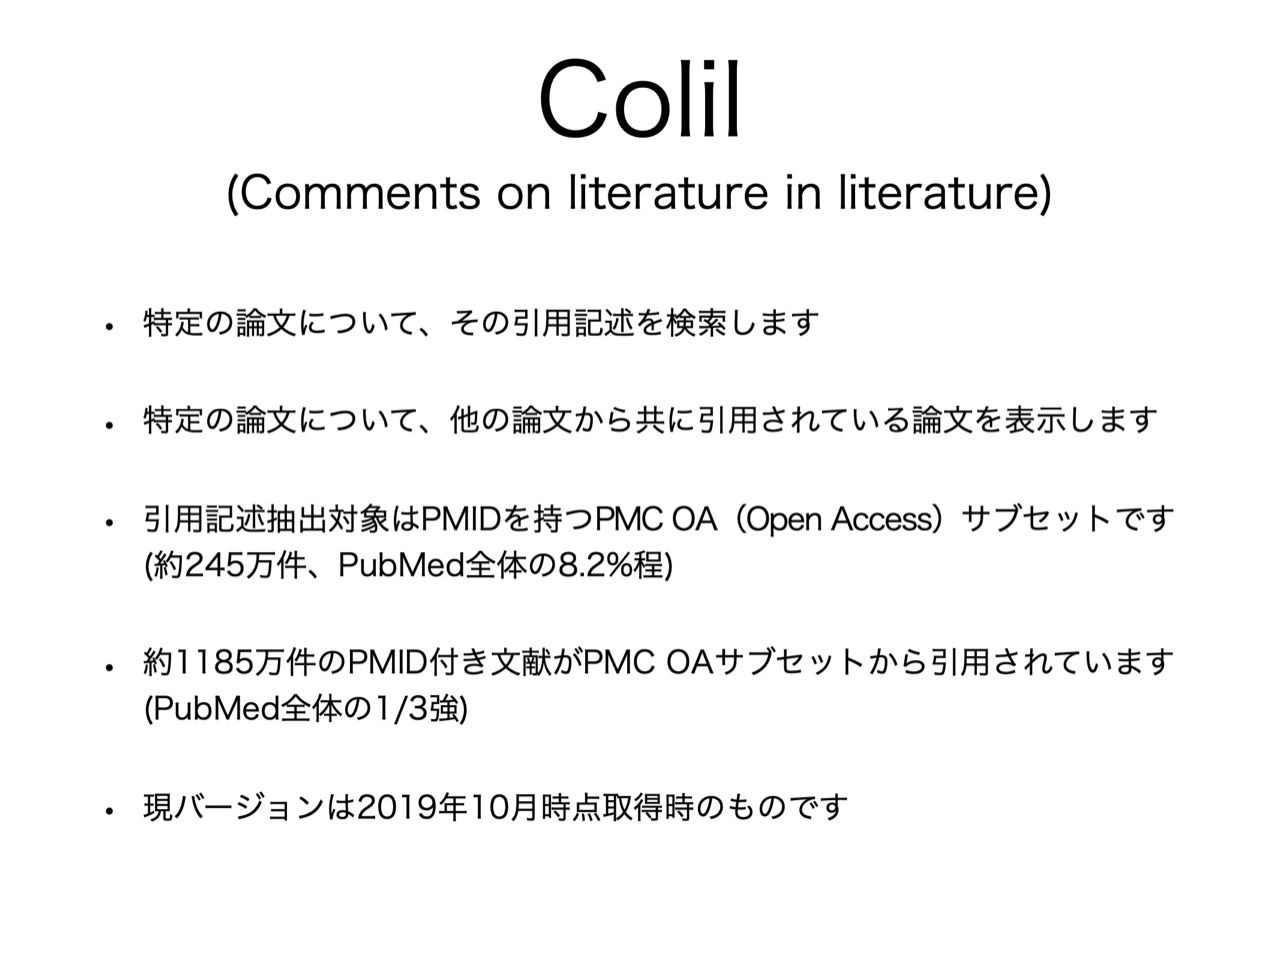 Colil
(Comments on literature in literature)
• 特定の論文について、その引用記述を検索します
• 特定の論文について、他の論文から共に引用されている論文を表示します
• 引用記述抽出対象はPMIDを持つPMC OA（Open Access）サブセットです
(約245万件、PubMed全体の8.2%程)
• 約1185万件のPMID付き文献がPMC OAサブセットから引用されています
(PubMed全体の1/3強)
• 現バージョンは2019年10月時点取得時のものです